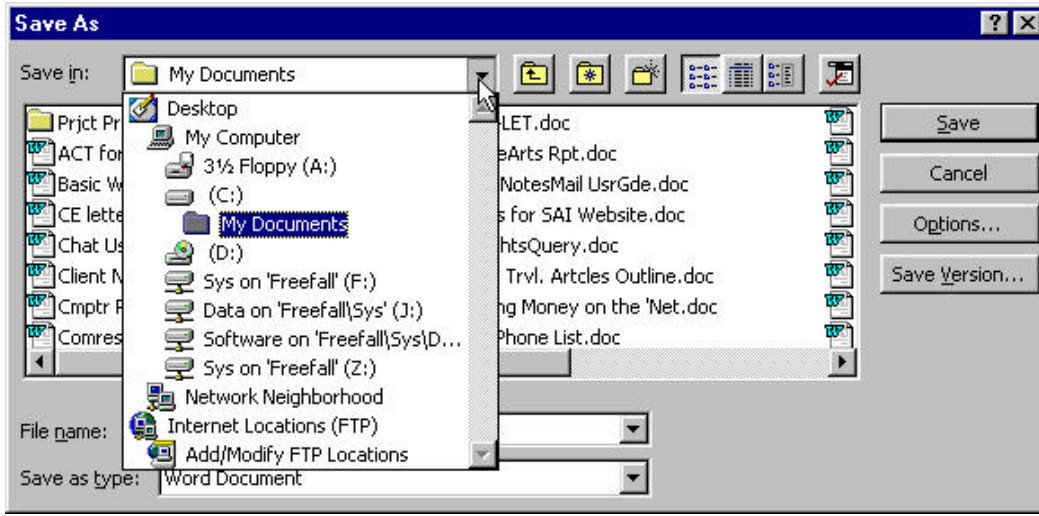 Save As
Save in:
My Documents
Desktop
My Computer
3½ Floppy (A:)
(C:)
My Documents
(D:)
Sys on 'Freefall' (F:)
Data on 'Freefall\Sys' (J:)
Software on 'Freefall\Sys\D...
Sys on 'Freefall' (Z:)
Network Neighborhood
Internet Locations (FTP)
Add/Modify FTP Locations
Prjct Pr
ACT for
Basic W
CE lette
Chat Us
Client N
Cmptr
Comres
-LET.doc
eArts Rpt.doc
NotesMail UsrGde.doc
s for SAI Website.doc
htsQuery.doc
Trvl. Artcles Outline.doc
ng Money on the 'Net.doc
Phone List.doc
Save
Cancel
Options...
Save Version...
File name:
Save as type:
Word Document